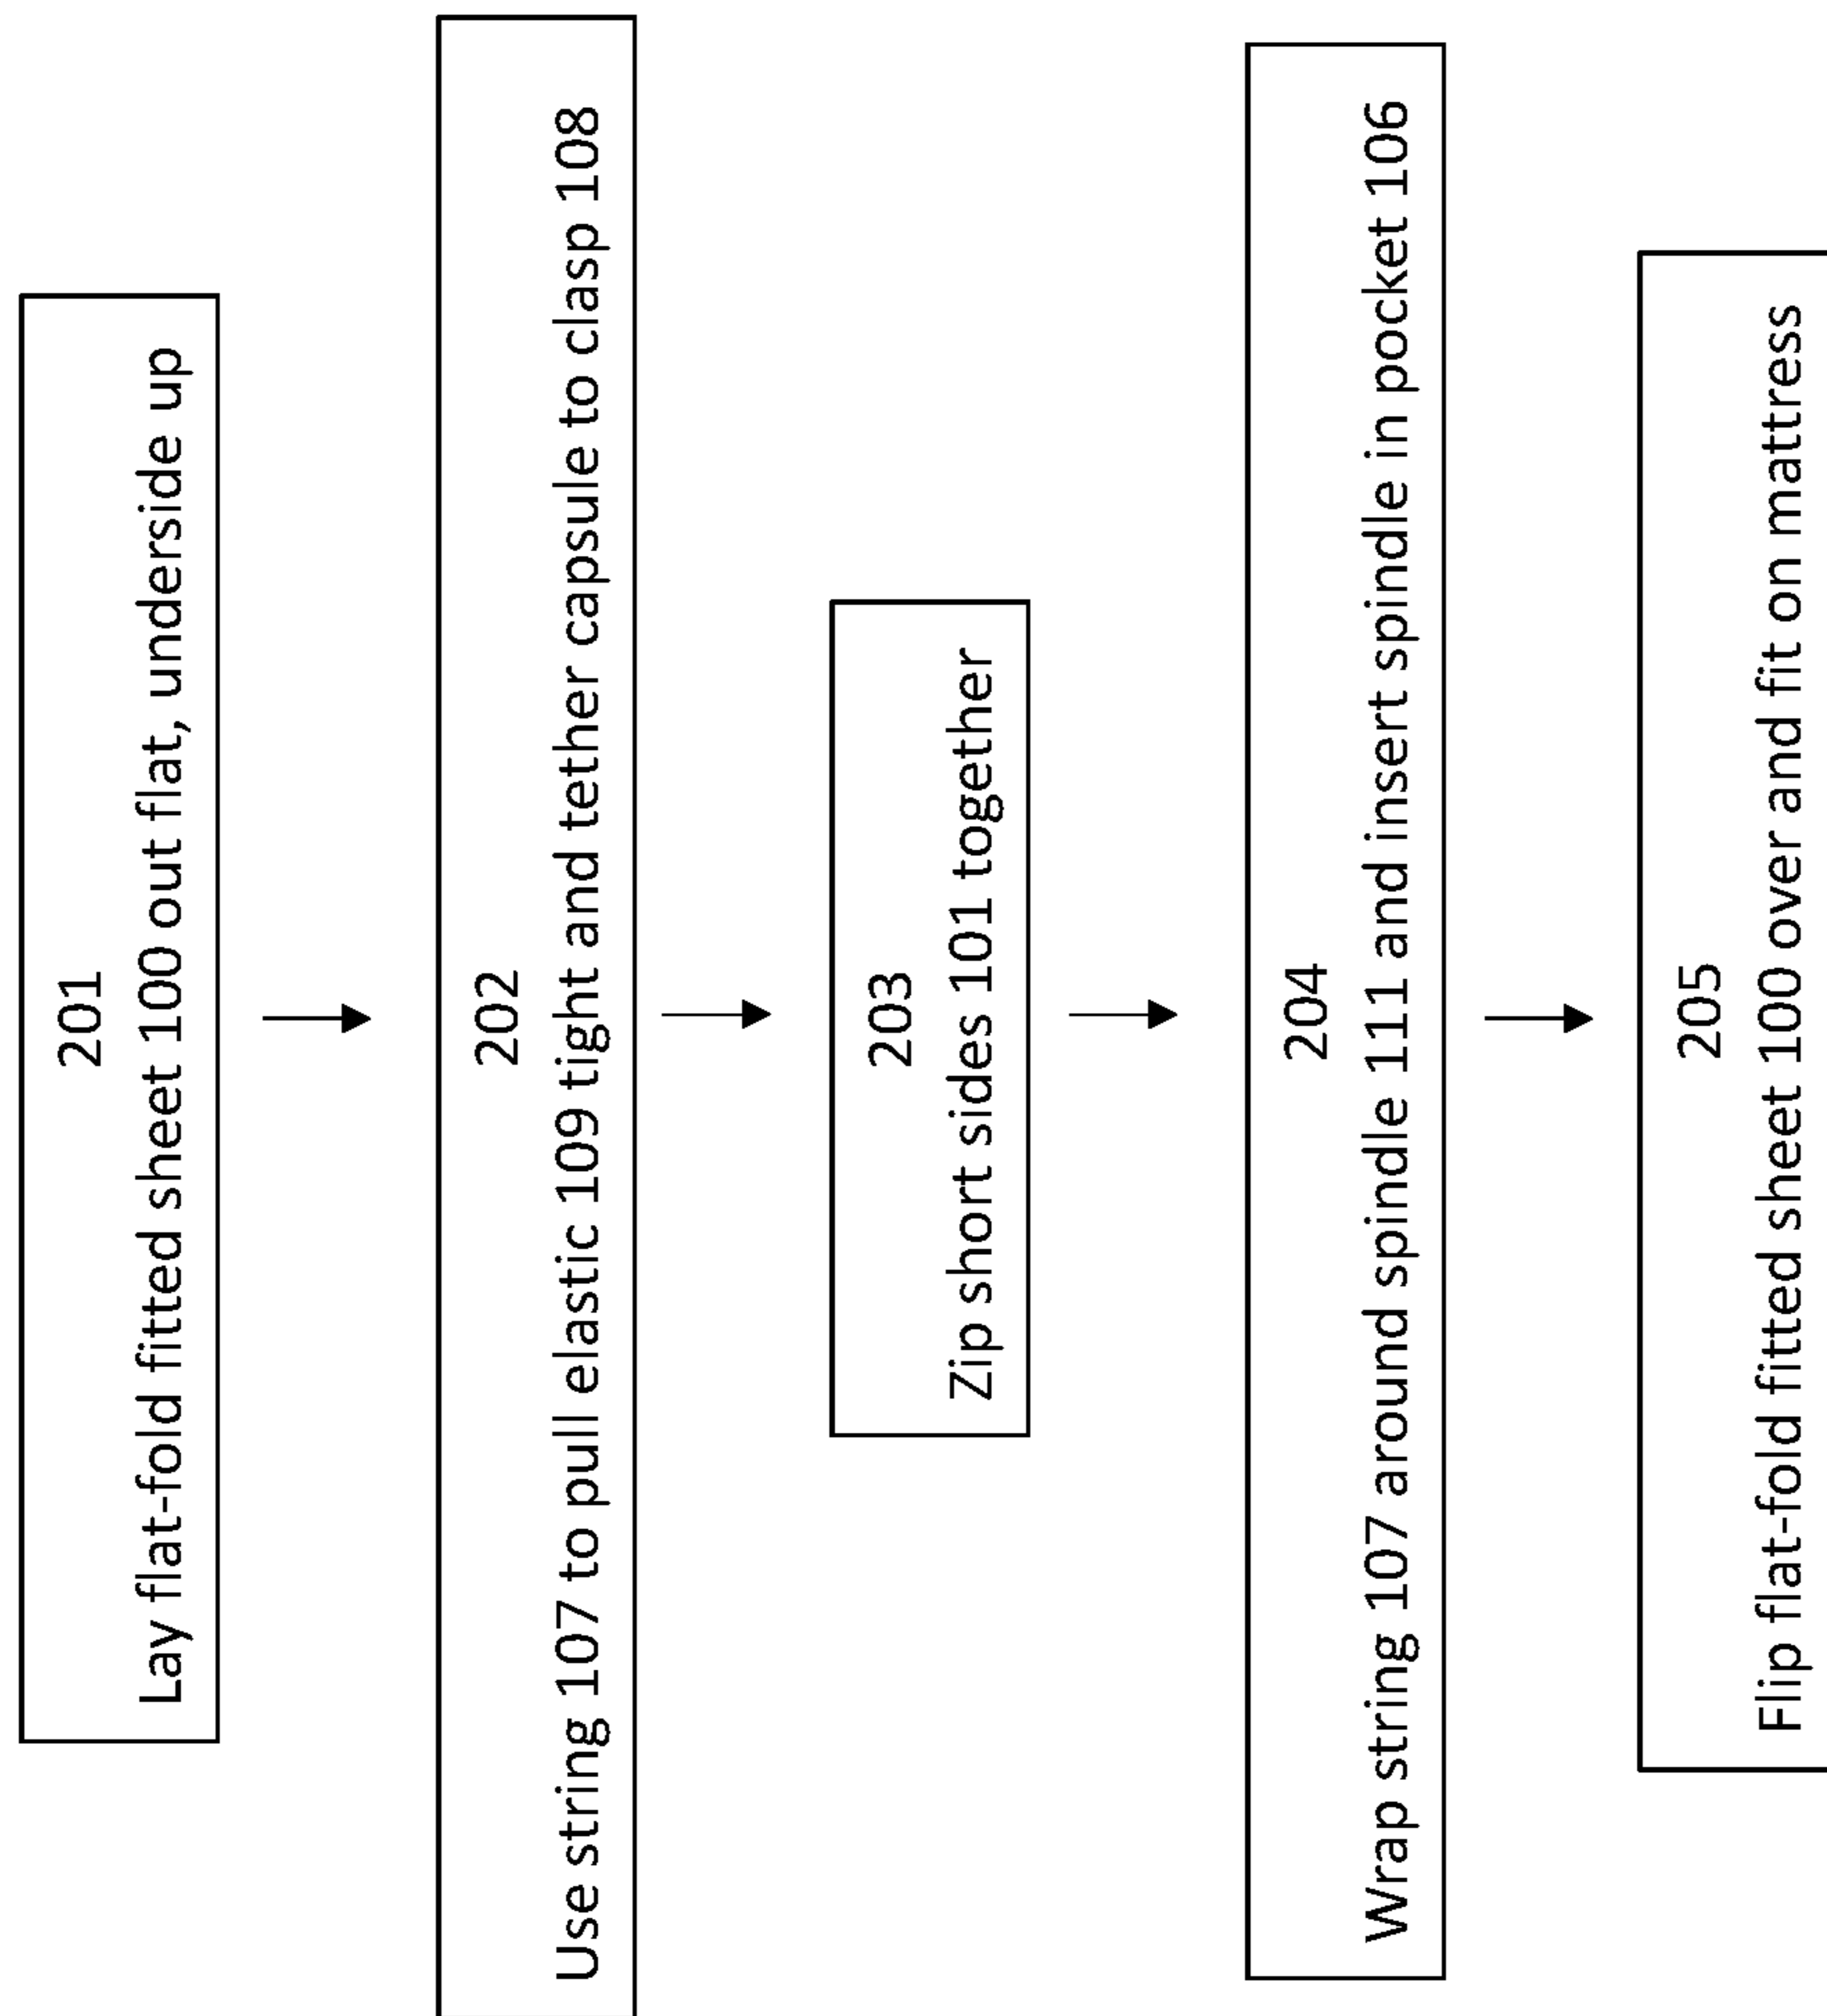 201
Lay flat-fold fitted sheet 100 out flat, underside up
202
Use string 107 to pull elastic 109 tight and tether capsule to clasp 108
203
Zip short sides 101 together
204
Wrap string 107 around spindle 111 and insert spindle in pocket 106
205
Flip flat-fold fitted sheet 100 over and fit on mattress